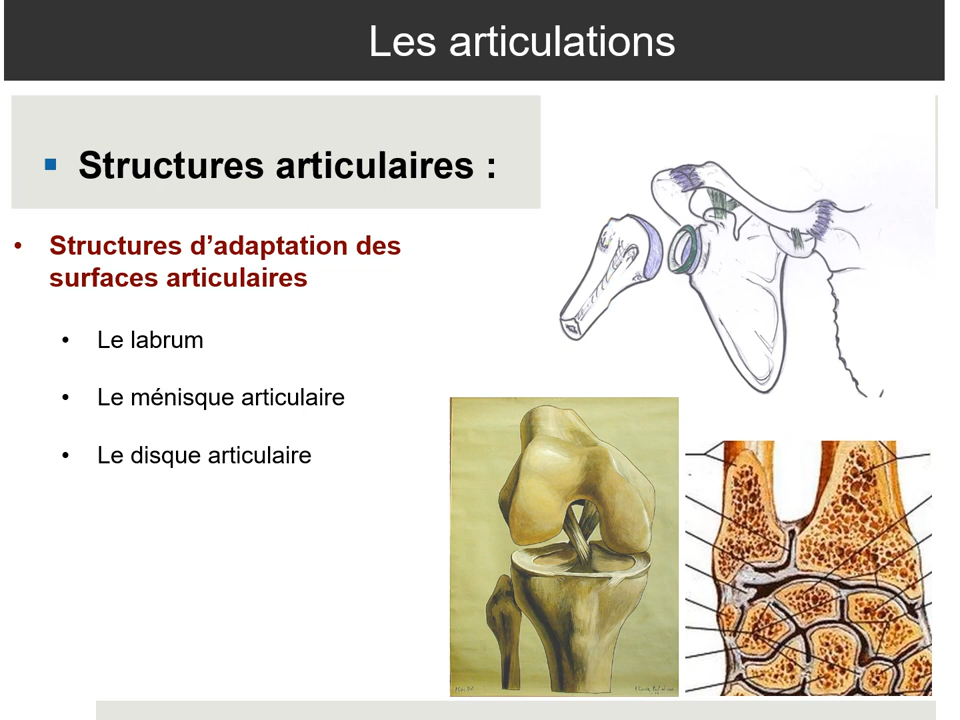 Les articulations
Structures articulaires :
Structures d’adaptation des
surfaces articulaires
Le labrum
Le ménisque articulaire
Le disque articulaire